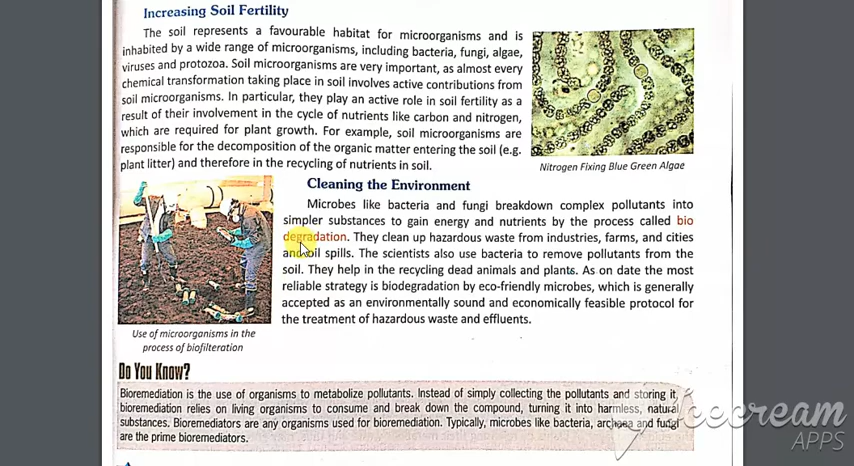 Increasing Soil Fertility
The soil represents a favourable habitat for microorganisms and is
inhabited by a wide range of microorganisms, including bacteria, fungi, algae,
viruses and protozoa. Soil microorganisms are very important, as almost every
chemical transformation taking place in soil involves active contributions from
soil microorganisms. In particular, they play an active role in soil fertility as a
result of their involvement in the cycle of nutrients like carbon and nitrogen,
which are required for plant growth. For example, soil microorganisms are
responsible for the decomposition of the organic matter entering the soil (e.g.
plant litter) and therefore in the recycling of nutrients in soil.
Nitrogen Fixing Blue Green Algae
Cleaning the Environment
Microbes like bacteria and fungi breakdown complex pollutants into
simpler substances to gain energy and nutrients by the process called bio
degradation. They clean up hazardous waste from industries, farms, and cities
and oil spills. The scientists also use bacteria to remove pollutants from the
soil. They help in the recycling dead animals and plants. As on date the most
reliable strategy is biodegradation by eco-friendly microbes, which is generally
accepted as an environmentally sound and economically feasible protocol for
the treatment of hazardous waste and effluents.
Use of microorganisms in the
process of biofilteration
Do You Know?
Bioremediation is the use of organisms to metabolize pollutants. Instead of simply collecting the pollutants and storing it,
bioremediation relies on living organisms to consume and break down the compound, turning it into harmless, natural
substances. Bioremediators are any organisms used for bioremediation. Typically, microbes like bacteria, archaea and fungi
are the prime bioremediators.
icecream
APPS